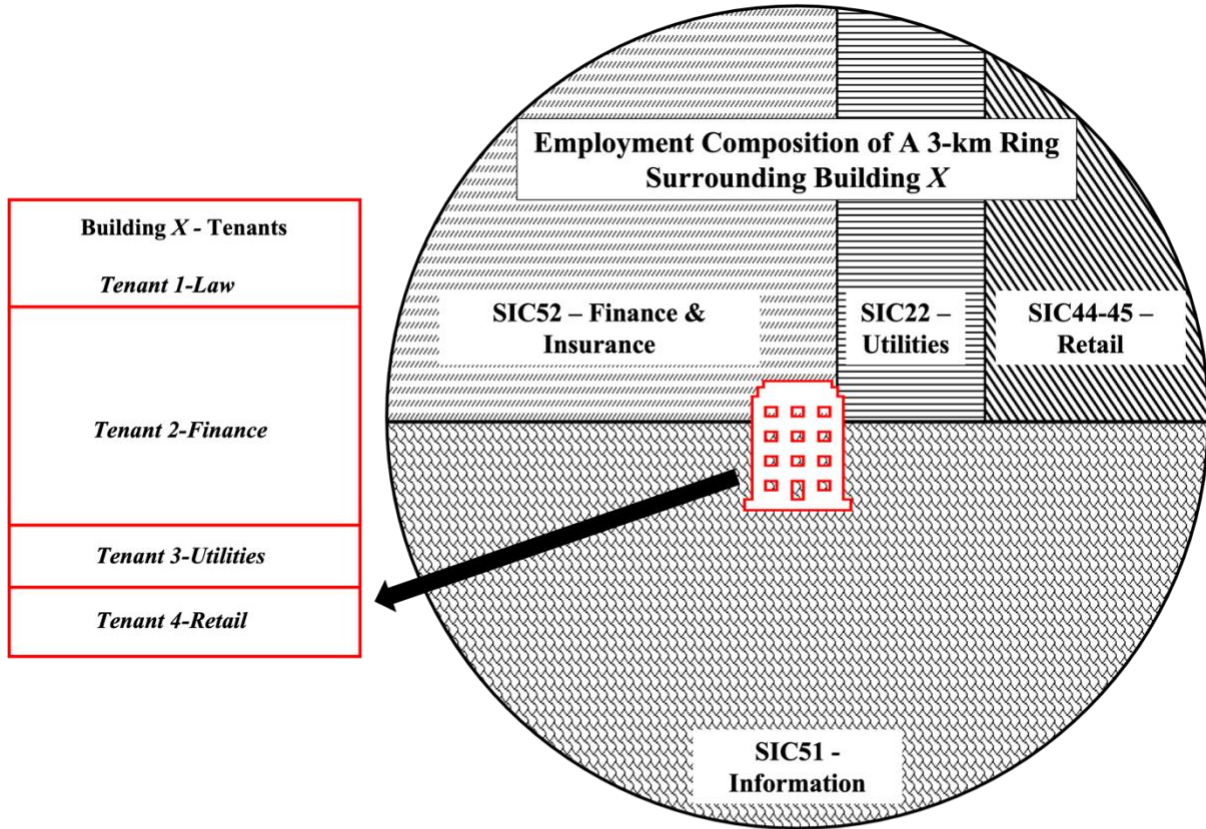 Building X - Tenants
Tenant 1-Law
Tenant 2-Finance
Tenant 3-Utilities
Tenant 4-Retail
Employment Composition of A 3-km Ring
Surrounding Building X
SIC52 – Finance &
Insurance
SIC22 –
Utilities
SIC44-45 –
Retail
SIC51 -
Information